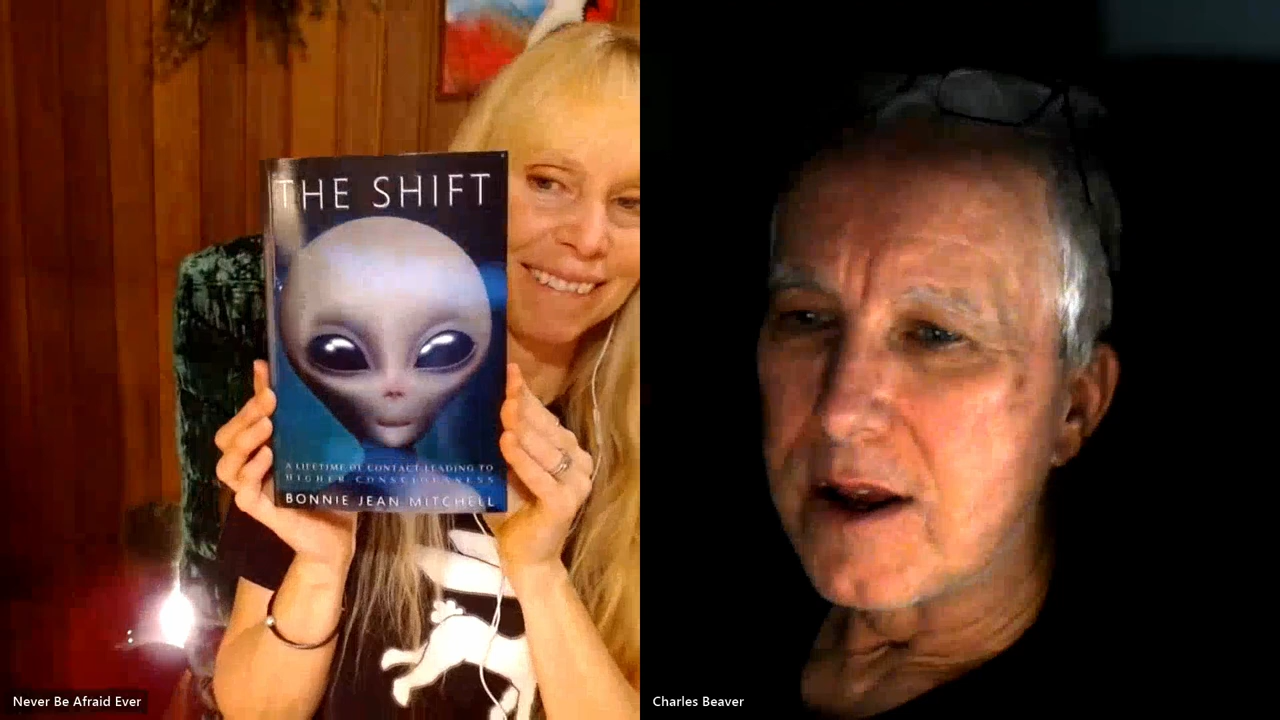 THE SHIFT
A LIFETIME OF CONTACT LEADING TO
HIGHER CONSCIOUSNESS
BONNIE JEAN MITCHELL
Never Be Afraid Ever
Charles Beaver